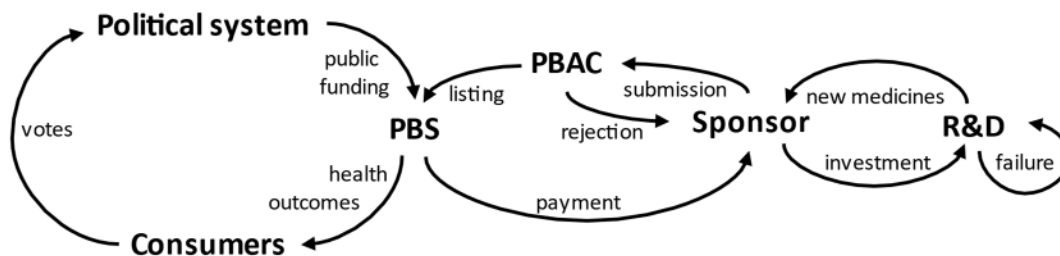 Political system
public
funding
PBAC
listing
submission
rejection
new medicines
votes
PBS
Sponsor
R&D
health
outcomes
payment
investment
failure
Consumers